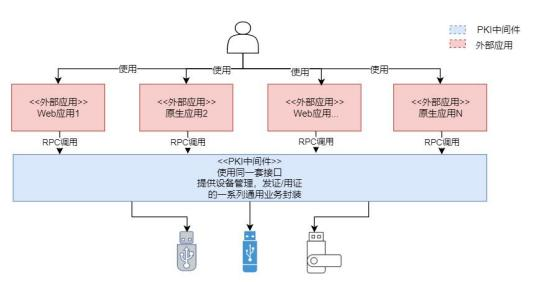 PKI中间件
外部应用
使用
使用
使用
使用
<<外部应用>>
Web应用1
<<外部应用>>
原生应用2
<<外部应用>>
Web应用...
<<外部应用>>
原生应用N
RPC调用
RPC调用
RPC调用
RPC调用
<<PKI中间件>>
使用同一套接口
提供设备管理，发证/用证
的一系列通用业务封装